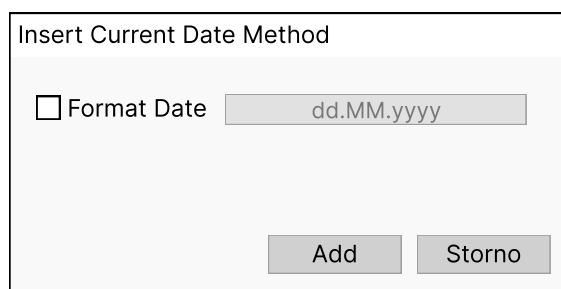 Insert Current Date Method
Format Date dd.MM.yyyy
Add Storno